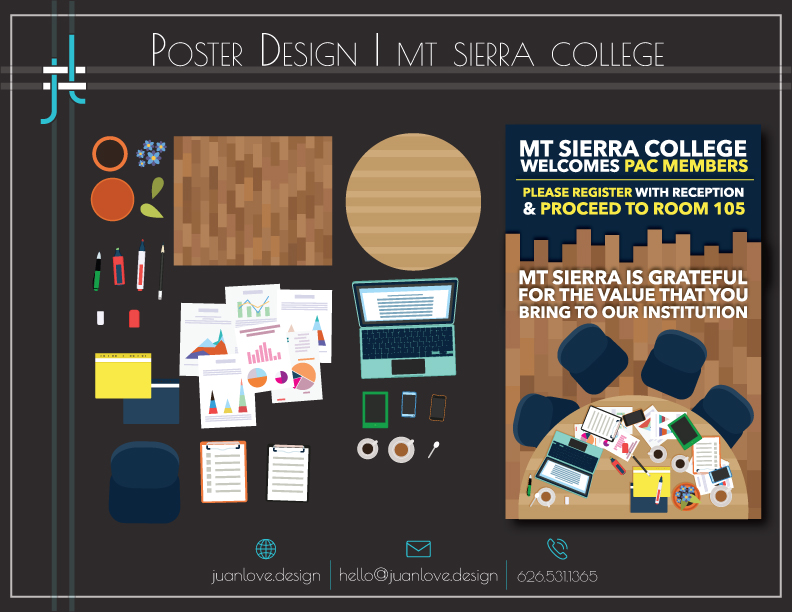 POSTER DESIGN | MT SIERRA COLLEGE
jl
MT SIERRA COLLEGE
WELCOMES PAC MEMBERS
PLEASE REGISTER WITH RECEPTION
& PROCEED TO ROOM 105
MT SIERRA IS GRATEFUL
FOR THE VALUE THAT YOU
BRING TO OUR INSTITUTION
juanlove.design
hello@juanlove.design
626.531.1365